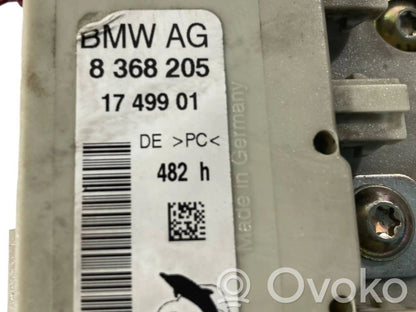 BMW AG
8 368 205
17 499 01
DE >PC<
482 h
Made in Germany
Ovoko